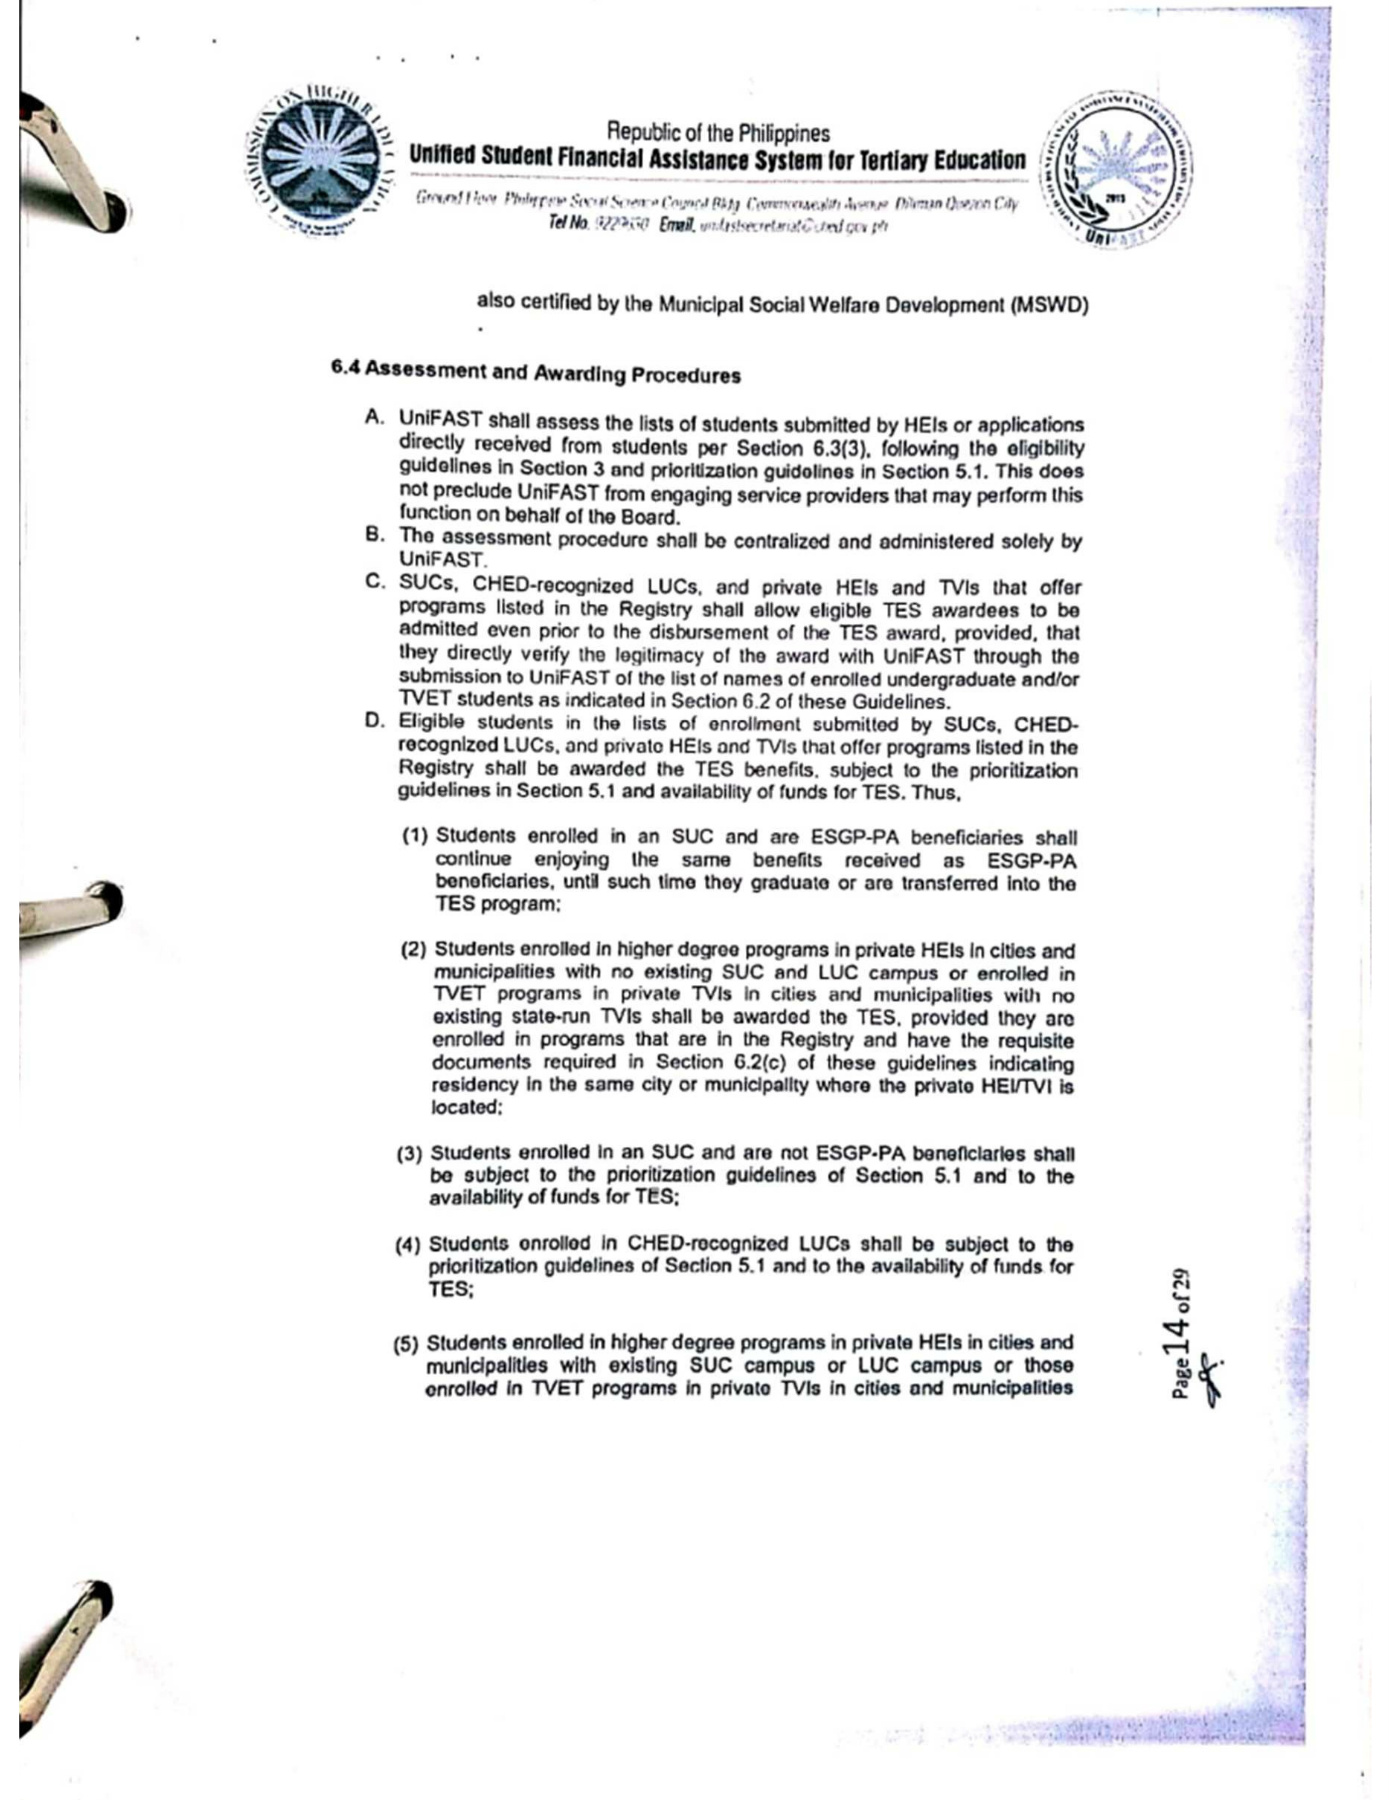 COMMISSION ON HIGHER EDUCATION
Republic of the Philippines
Unified Student Financial Assistance System for Tertiary Education
Ground Floor Philippine Social Science Council Bldg Commonwealth Avenue Diliman Quezon City
Tel No. Email,
2015
UniFAST
also certified by the Municipal Social Welfare Development (MSWD)
.
6.4 Assessment and Awarding Procedures
A. UniFAST shall assess the lists of students submitted by HEIs or applications
directly received from students per Section 6.3(3), following the eligibility
guidelines in Section 3 and prioritization guidelines in Section 5.1. This does
not preclude UniFAST from engaging service providers that may perform this
function on behalf of the Board.
B. The assessment procedure shall be centralized and administered solely by
UniFAST.
C. SUCs, CHED-recognized LUCs, and private HEIs and TVIs that offer
programs listed in the Registry shall allow eligible TES awardees to be
admitted even prior to the disbursement of the TES award, provided, that
they directly verify the legitimacy of the award with UniFAST through the
submission to UniFAST of the list of names of enrolled undergraduate and/or
TVET students as indicated in Section 6.2 of these Guidelines.
D. Eligible students in the lists of enrollment submitted by SUCs, CHED-
recognized LUCs, and private HEIs and TVIs that offer programs listed in the
Registry shall be awarded the TES benefits, subject to the prioritization
guidelines in Section 5.1 and availability of funds for TES. Thus,
(1) Students enrolled in an SUC and are ESGP-PA beneficiaries shall
continue enjoying the same benefits received as ESGP-PA
beneficiaries, until such time they graduate or are transferred into the
TES program;
(2) Students enrolled in higher degree programs in private HEIs in cities and
municipalities with no existing SUC and LUC campus or enrolled in
TVET programs in private TVIs in cities and municipalities with no
existing state-run TVIs shall be awarded the TES, provided they are
enrolled in programs that are in the Registry and have the requisite
documents required in Section 6.2(c) of these guidelines indicating
residency in the same city or municipality where the private HEI/TVI is
located;
(3) Students enrolled in an SUC and are not ESGP-PA beneficiaries shall
be subject to the prioritization guidelines of Section 5.1 and to the
availability of funds for TES;
(4) Students enrolled in CHED-recognized LUCs shall be subject to the
prioritization guidelines of Section 5.1 and to the availability of funds for
TES;
(5) Students enrolled in higher degree programs in private HEIs in cities and
municipalities with existing SUC campus or LUC campus or those
enrolled in TVET programs in private TVIs in cities and municipalities
Page 14 of 29